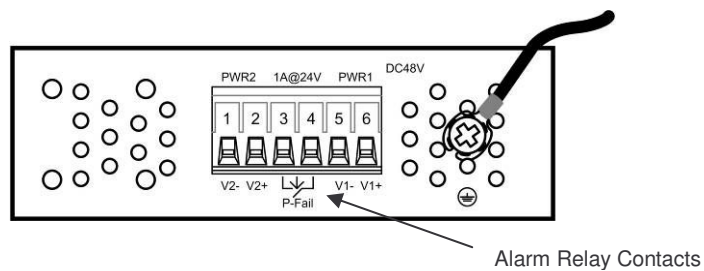 PWR2 1A@24V PWR1 DC48V
1 2 3 4 5 6
V2- V2+ V1- V1+
P-Fail
Alarm Relay Contacts